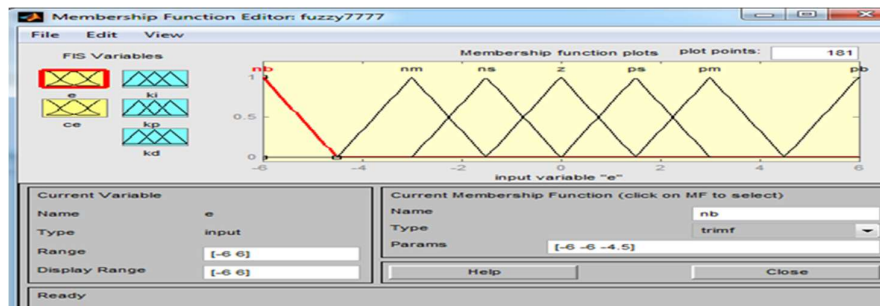 Membership Function Editor: fuzzy7777
File Edit View
FIS Variables
Membership function plots plot points: 181
e
ki
ce
kp
kd
nb nm ns z ps pm pb
1
0.5
0
-6 -4 -2 0 2 4 6
input variable "e"
Current Variable
Name e
Type input
Range [-6 6]
Display Range [-6 6]
Current Membership Function (click on MF to select)
Name nb
Type trimf
Params [-6 -6 -4.5]
Help Close
Ready